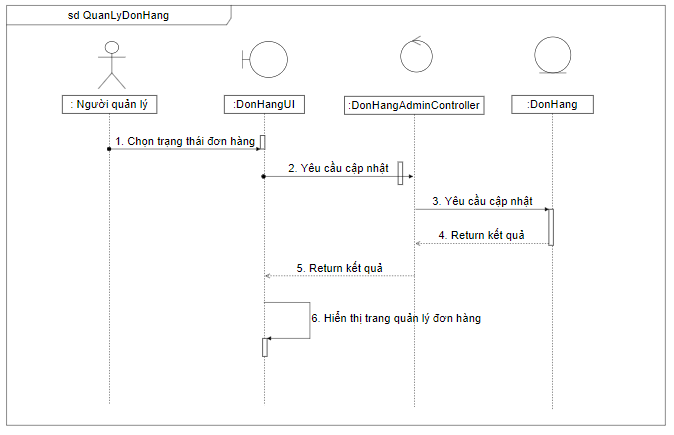 sd QuanLyDonHang
: Người quản lý
:DonHangUI
:DonHangAdminController
:DonHang
1. Chọn trạng thái đơn hàng
2. Yêu cầu cập nhật
3. Yêu cầu cập nhật
4. Return kết quả
5. Return kết quả
6. Hiển thị trang quản lý đơn hàng